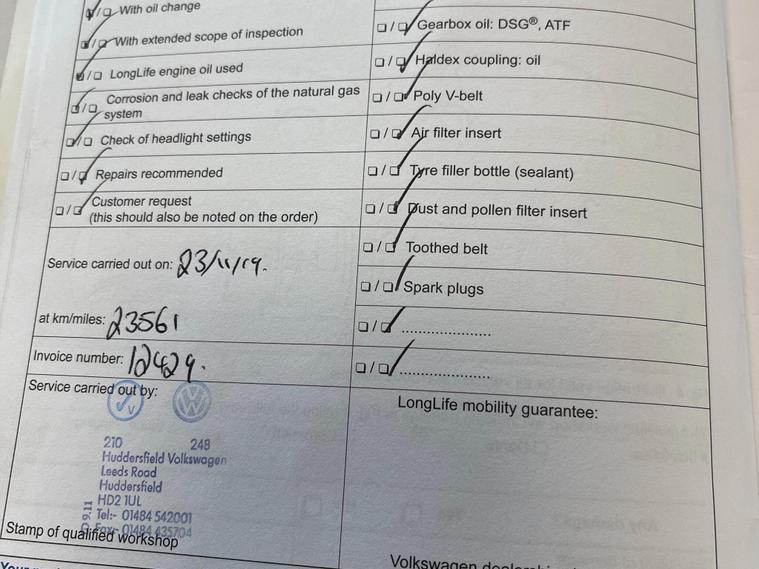 With oil change
With extended scope of inspection
LongLife engine oil used
Corrosion and leak checks of the natural gas
system
Check of headlight settings
Repairs recommended
Customer request
(this should also be noted on the order)
Service carried out on: 23/11/19.
at km/miles: 23561
Invoice number: 12429.
Service carried out by:
210 248
Huddersfield Volkswagen
Leeds Road
Huddersfield
HD2 1UL
Tel:- 01484 542001
Fax:- 01484 435704
Stamp of qualified workshop
Gearbox oil: DSG®, ATF
Haldex coupling: oil
Poly V-belt
Air filter insert
Tyre filler bottle (sealant)
Dust and pollen filter insert
Toothed belt
Spark plugs
LongLife mobility guarantee: